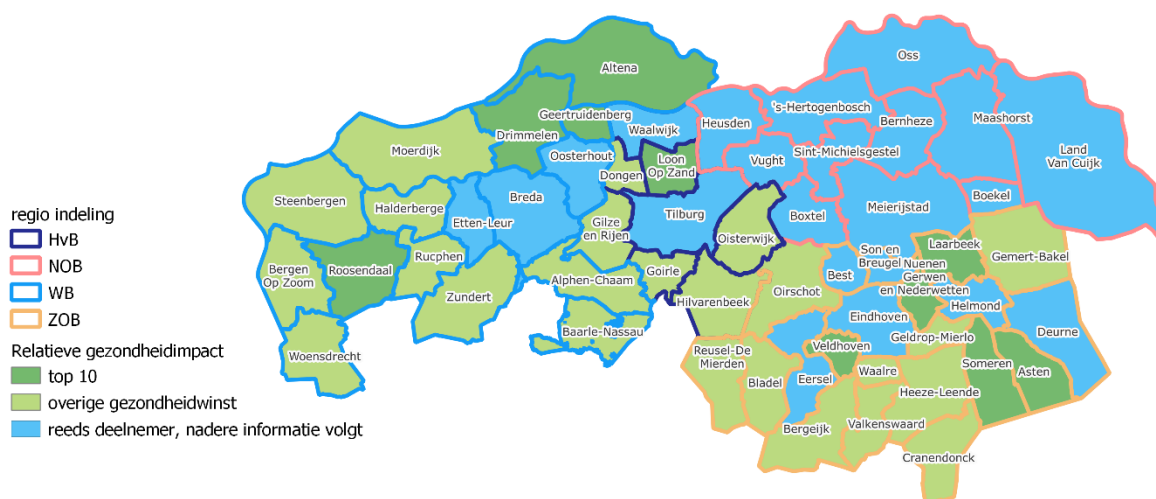 regio indeling
HvB
NOB
WB
ZOB
Relatieve gezondheidimpact
top 10
overige gezondheidwinst
reeds deelnemer, nadere informatie volgt
Altena
Geertruidenberg
Drimmelen
Waalwijk
Moerdijk
Oosterhout
Loon
Op Zand
Dongen
Steenbergen
Halderberge
Breda
Etten-Leur
Tilburg
Gilze
en Rijen
Oisterwijk
Rucphen
Roosendaal
Bergen
Op Zoom
Zundert
Alphen-Chaam
Goirle
Hilvarenbeek
Baarle-Nassau
Woensdrecht
Oss
's-Hertogenbosch
Heusden
Bernheze
Maashorst
Land
Van Cuijk
Sint-Michielsgestel
Vught
Boekel
Boxtel
Meierijstad
Laarbeek
Son en
Breugel
Nuenen
Gerwen
en Nederwetten
Gemert-Bakel
Best
Oirschot
Helmond
Eindhoven
Deurne
Geldrop-Mierlo
Veldhoven
Reusel-De
Mierden
Bladel
Eersel
Waalre
Someren
Asten
Heeze-Leende
Bergeijk
Valkenswaard
Cranendonck